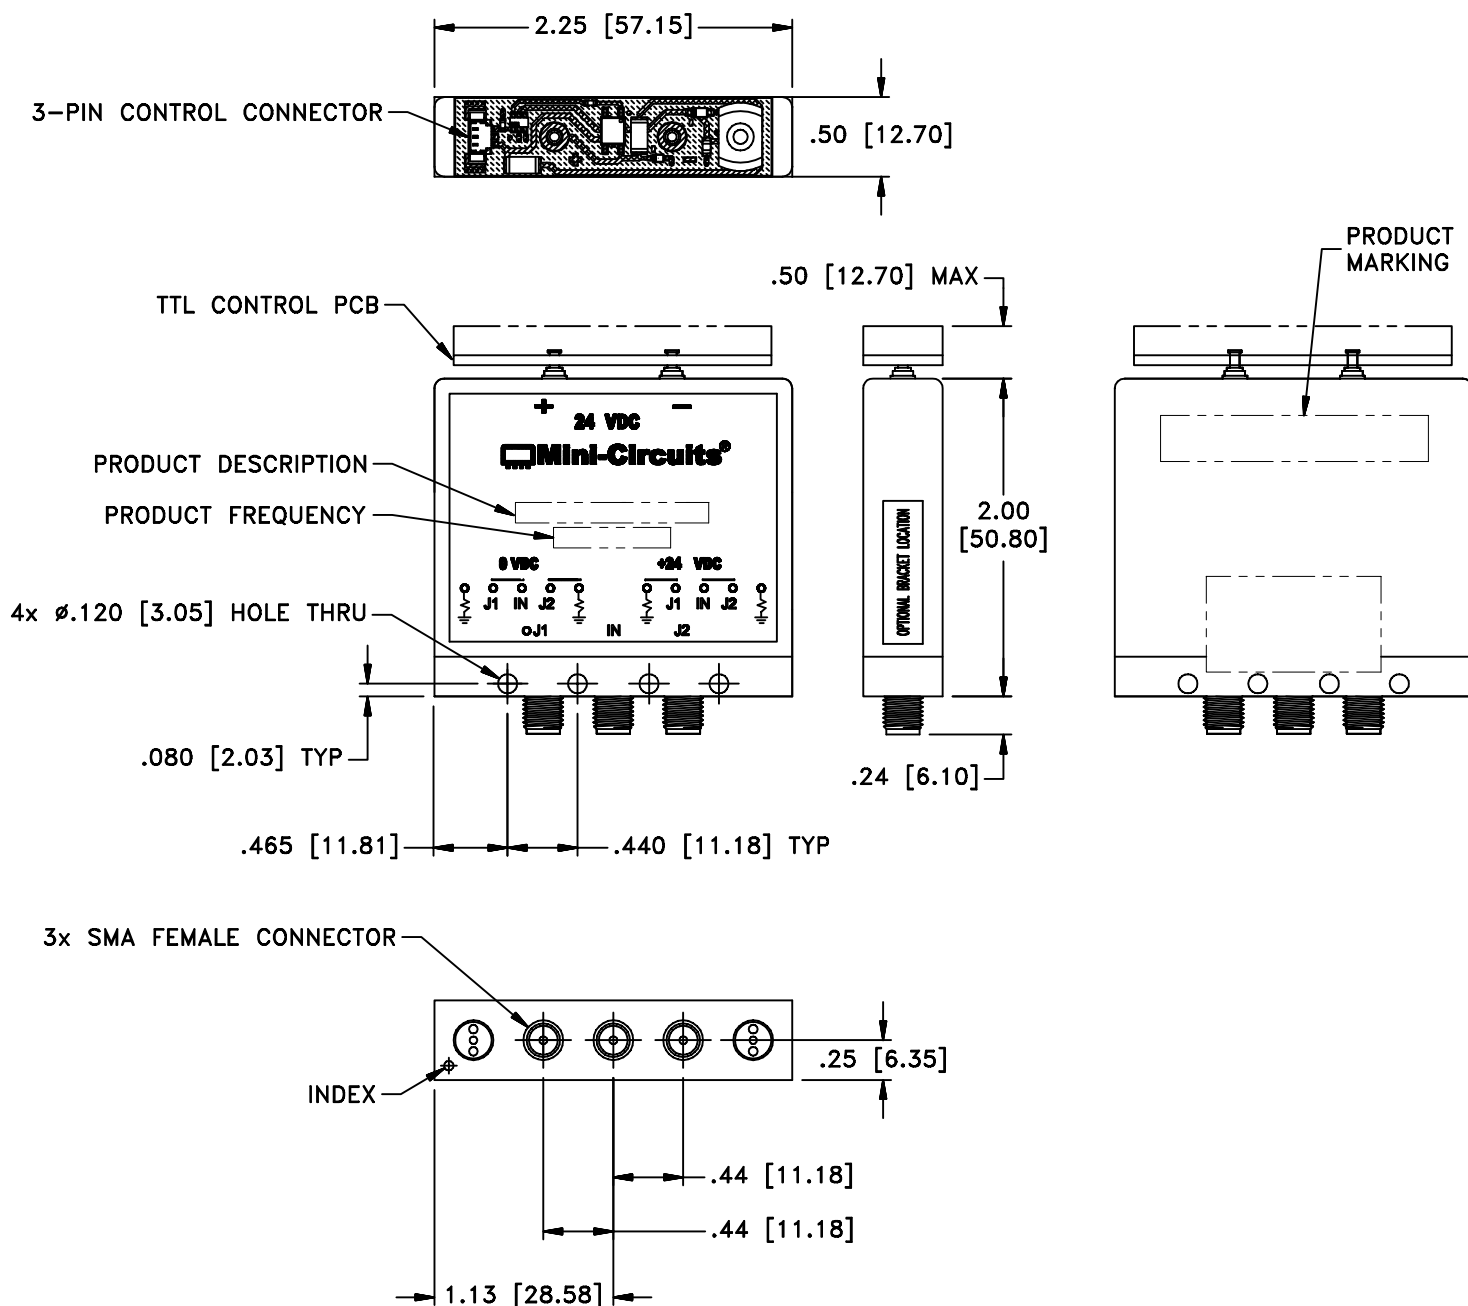 2.25 [57.15]
3-PIN CONTROL CONNECTOR
.50 [12.70]
PRODUCT
MARKING
.50 [12.70] MAX
TTL CONTROL PCB
+ −
24 VDC
Mini-Circuits®
PRODUCT DESCRIPTION
PRODUCT FREQUENCY
2.00
[50.80]
OPTIONAL BRACKET LOCATION
0 VDC
+24 VDC
J1 IN J2
J1 IN J2
4x ø.120 [3.05] HOLE THRU
J1 IN J2
.080 [2.03] TYP
.24 [6.10]
.465 [11.81]
.440 [11.18] TYP
3x SMA FEMALE CONNECTOR
.25 [6.35]
INDEX
.44 [11.18]
.44 [11.18]
1.13 [28.58]